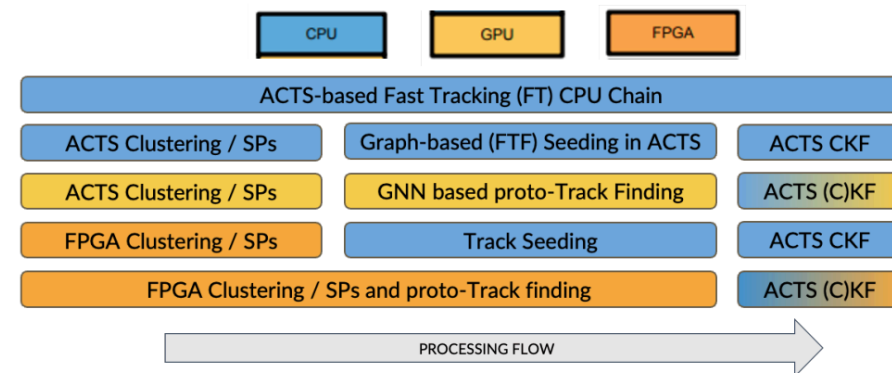 CPU
GPU
FPGA
ACTS-based Fast Tracking (FT) CPU Chain
ACTS Clustering / SPs
Graph-based (FTF) Seeding in ACTS
ACTS CKF
ACTS Clustering / SPs
GNN based proto-Track Finding
ACTS (C)KF
FPGA Clustering / SPs
Track Seeding
ACTS CKF
FPGA Clustering / SPs and proto-Track finding
ACTS (C)KF
PROCESSING FLOW